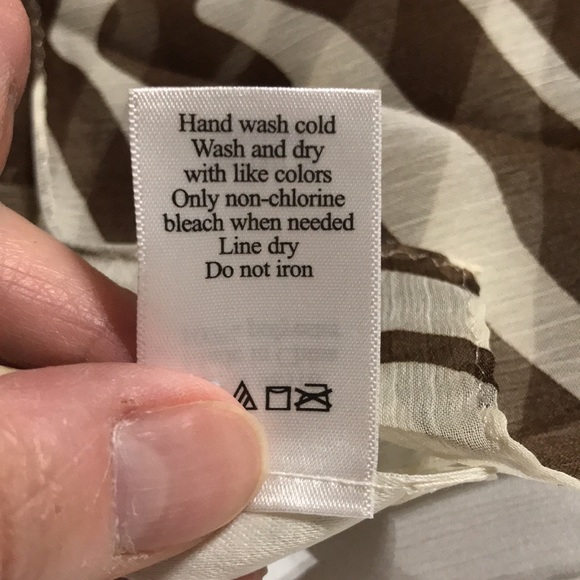 Hand wash cold
Wash and dry
with like colors
Only non-chlorine
bleach when needed
Line dry
Do not iron